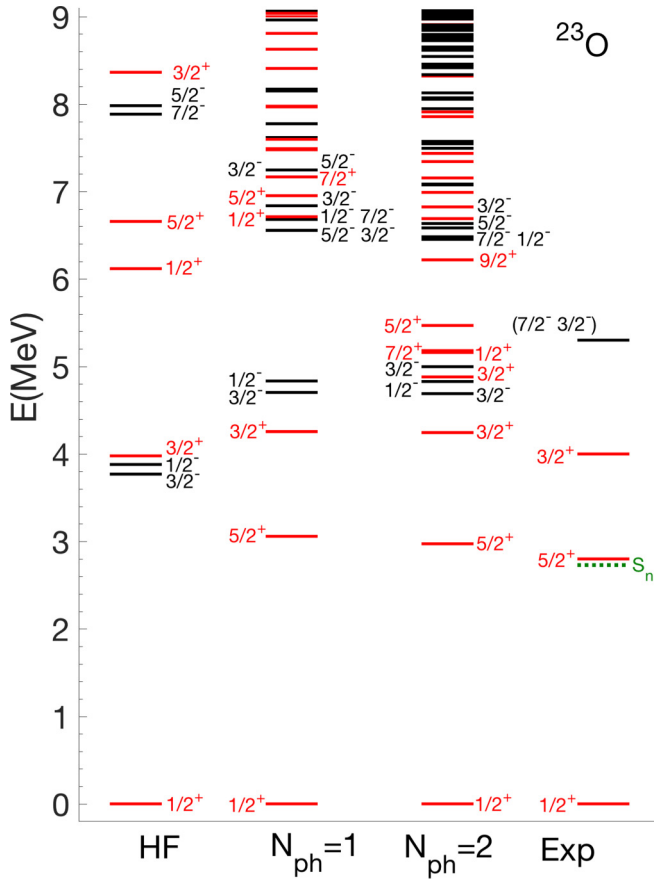 9
²³O
3/2⁺
5/2⁻
8
7/2⁻
3/2⁻ 5/2⁻
7/2⁺
7
5/2⁺ 3/2⁻ 3/2⁻
5/2⁺ 1/2⁺ 1/2⁻ 7/2⁻ 5/2⁻
5/2⁻ 3/2⁻ 7/2⁻ 1/2⁻
1/2⁺ 9/2⁺
6
E(MeV)
5/2⁺ (7/2⁻ 3/2⁻)
7/2⁺ 1/2⁺
5
3/2⁻ 3/2⁺
1/2⁻ 1/2⁻
3/2⁻ 3/2⁻
3/2⁺ 3/2⁺ 3/2⁺
4
3/2⁺
1/2⁻
3/2⁻
5/2⁺ 5/2⁺
3
5/2⁺
Sₙ
2
1
0
1/2⁺ 1/2⁺ 1/2⁺ 1/2⁺
HF N_ph=1 N_ph=2 Exp